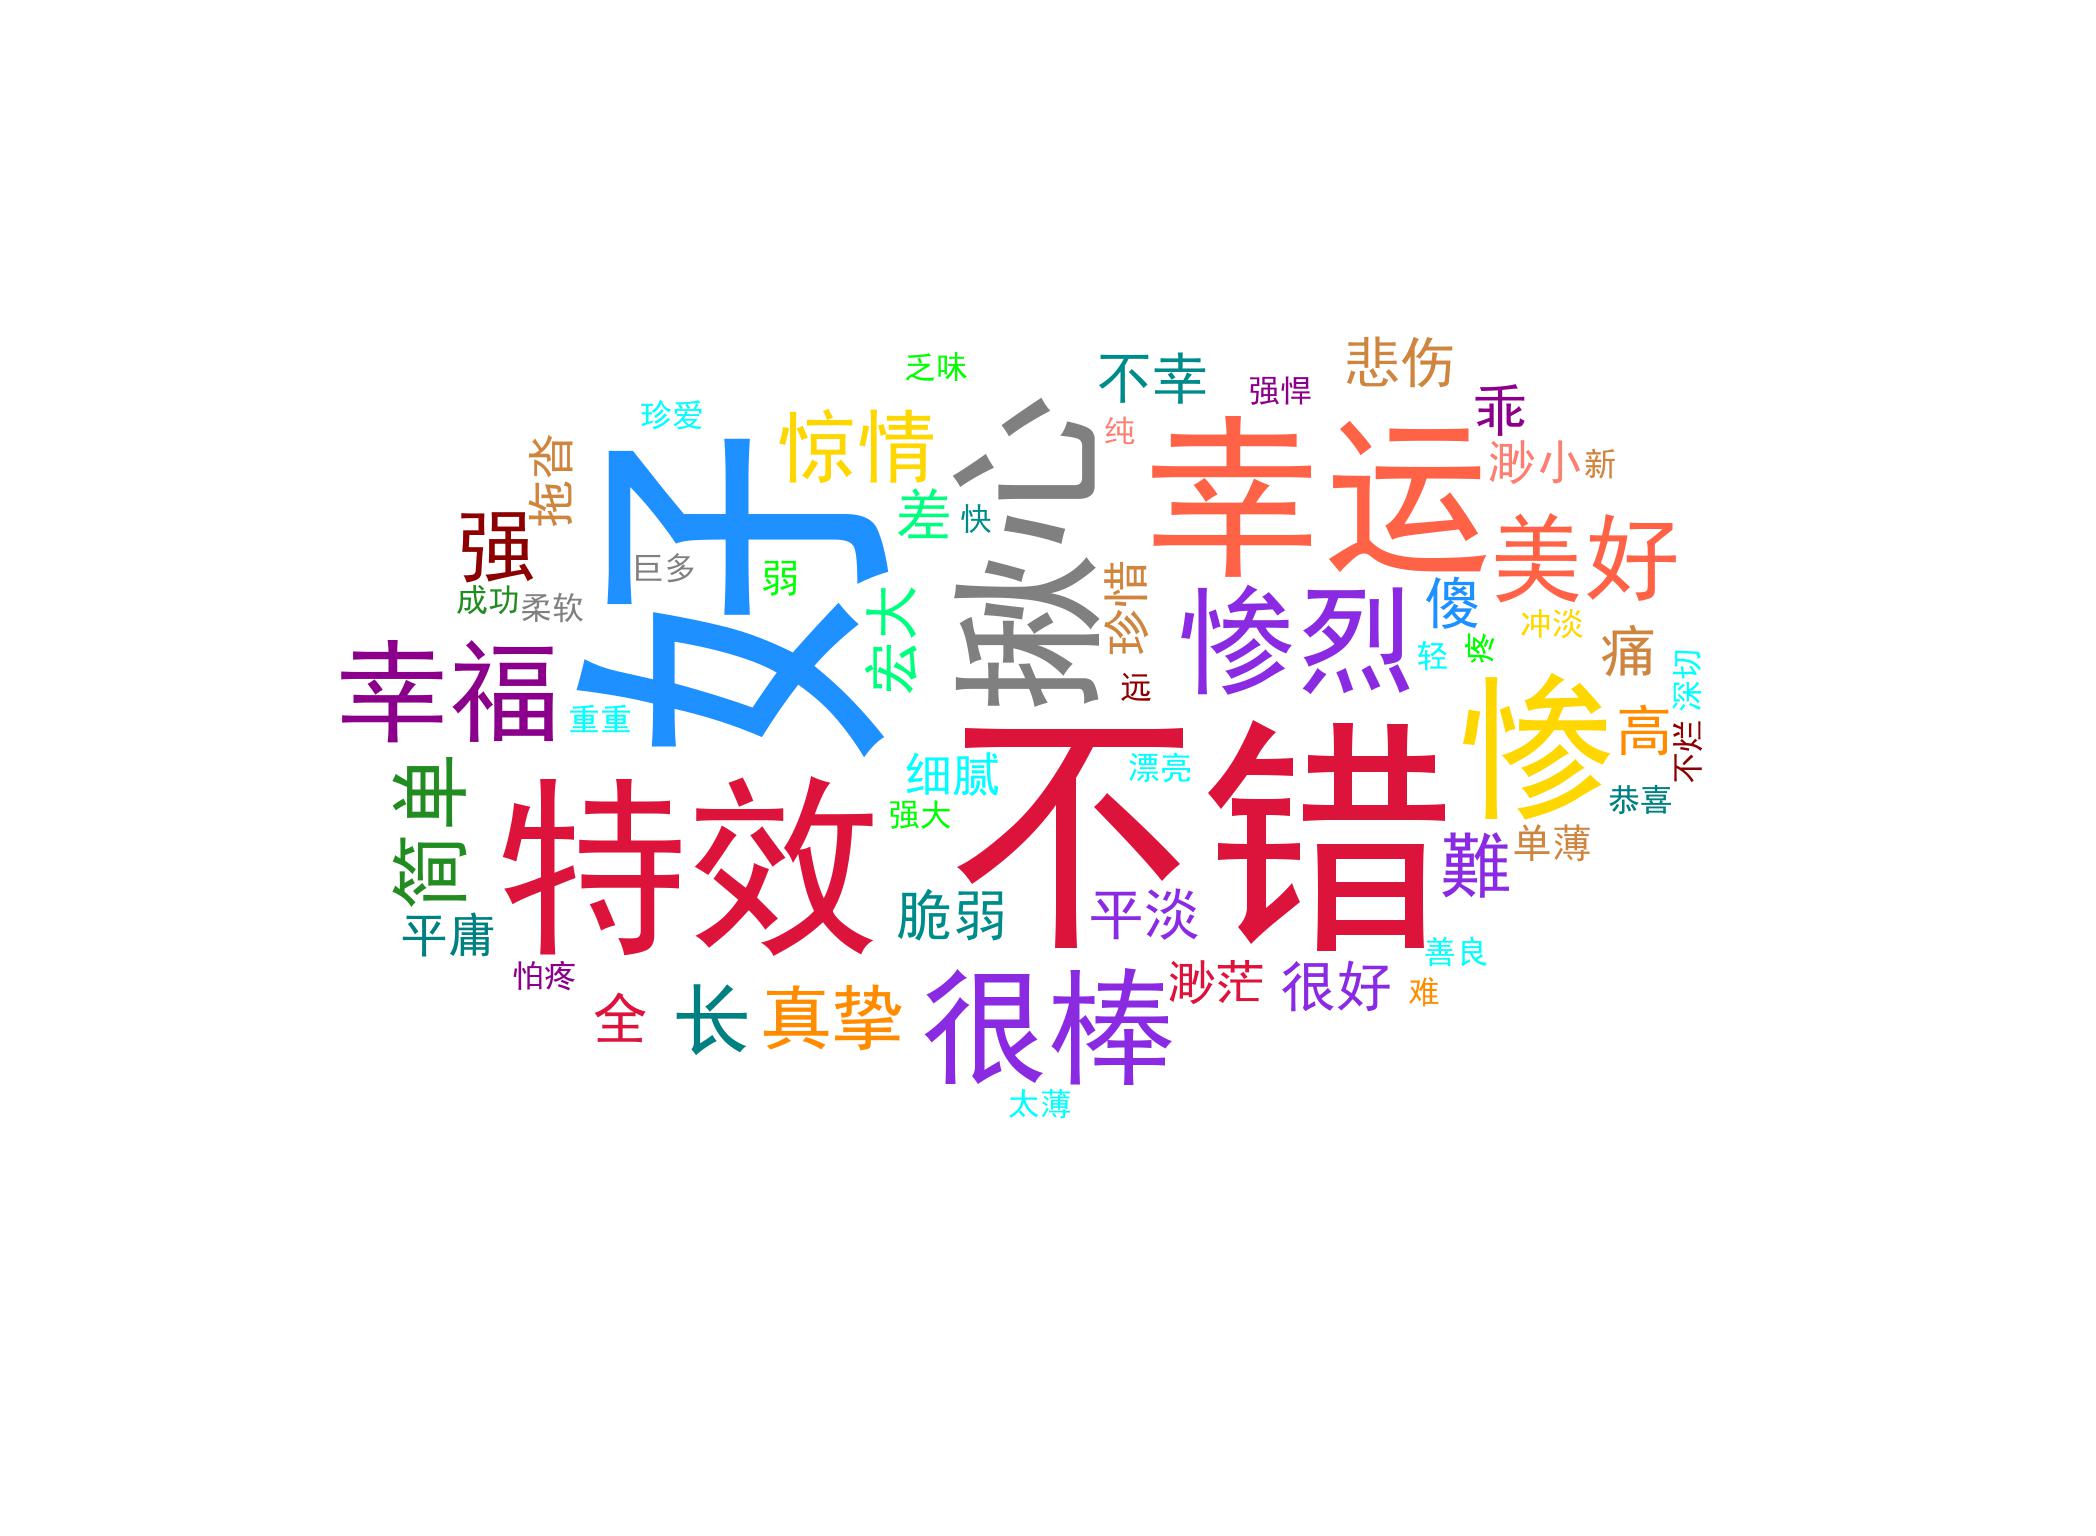 悲伤
乏味
不幸
强悍
珍爱
乖
纯
惊情
幸运
渺小
新
拖沓
好
揪心
差
快
强
美好
巨多
弱
珍惜
成功
柔软
傻
冲淡
惨烈
宏大
轻
疼
痛
深切
远
幸福
重重
惨
高
不烂
不错
细腻
漂亮
恭喜
简单
特效
强大
難
单薄
脆弱
平淡
平庸
善良
怕疼
渺茫
很好
难
全
长
真挚
很棒
太薄